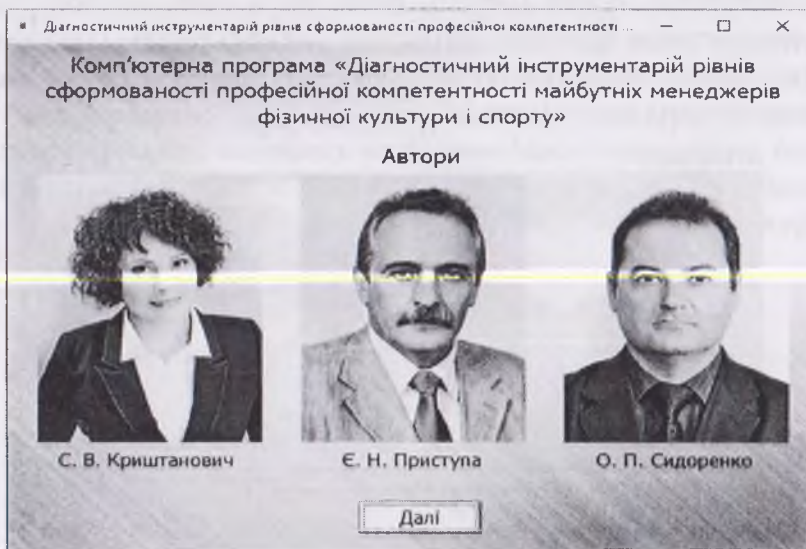 Діагностичний інструментарій рівнів сформованості професійної компетентності ...
Комп'ютерна програма «Діагностичний інструментарій рівнів
сформованості професійної компетентності майбутніх менеджерів
фізичної культури і спорту»
Автори
С. В. Криштанович
Є. Н. Приступа
О. П. Сидоренко
Далі